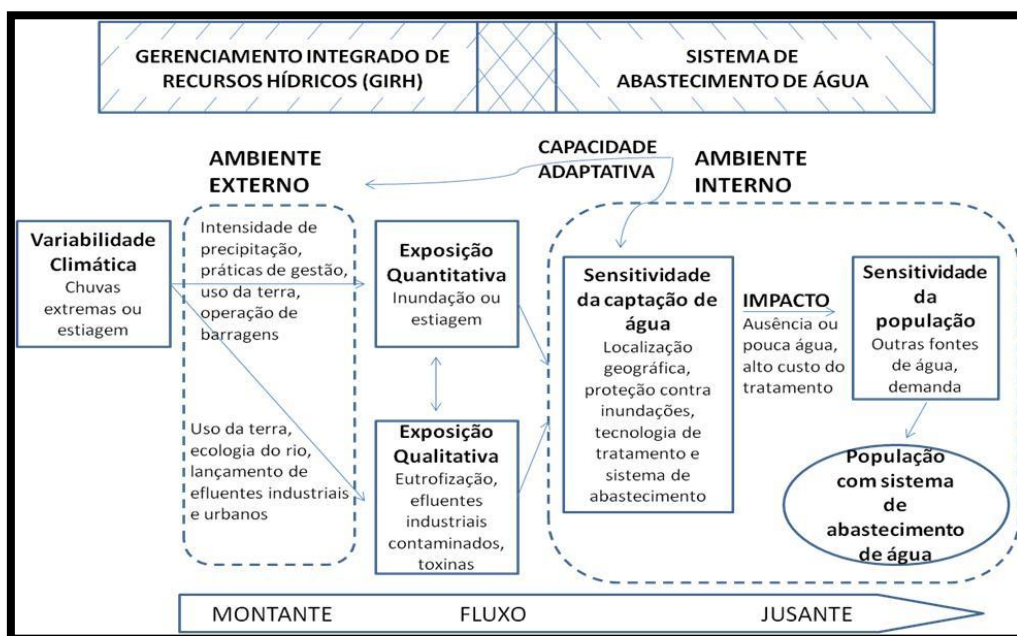 GERENCIAMENTO INTEGRADO DE
RECURSOS HÍDRICOS (GIRH)
SISTEMA DE
ABASTECIMENTO DE ÁGUA
CAPACIDADE
ADAPTATIVA
AMBIENTE
EXTERNO
AMBIENTE
INTERNO
Variabilidade
Climática
Chuvas
extremas ou
estiagem
Intensidade de
precipitação,
práticas de gestão,
uso da terra,
operação de
barragens
Uso da terra,
ecologia do rio,
lançamento de
efluentes industriais
e urbanos
Exposição
Quantitativa
Inundação ou
estiagem
Exposição
Qualitativa
Eutrofização,
efluentes
industriais
contaminados,
toxinas
Sensitividade
da captação de
água
Localização
geográfica,
proteção contra
inundações,
tecnologia de
tratamento e
sistema de
abastecimento
IMPACTO
Ausência ou
pouca água,
alto custo do
tratamento
Sensitividade
da
população
Outras fontes
de água,
demanda
População
com sistema
de
abastecimento
de água
MONTANTE FLUXO JUSANTE